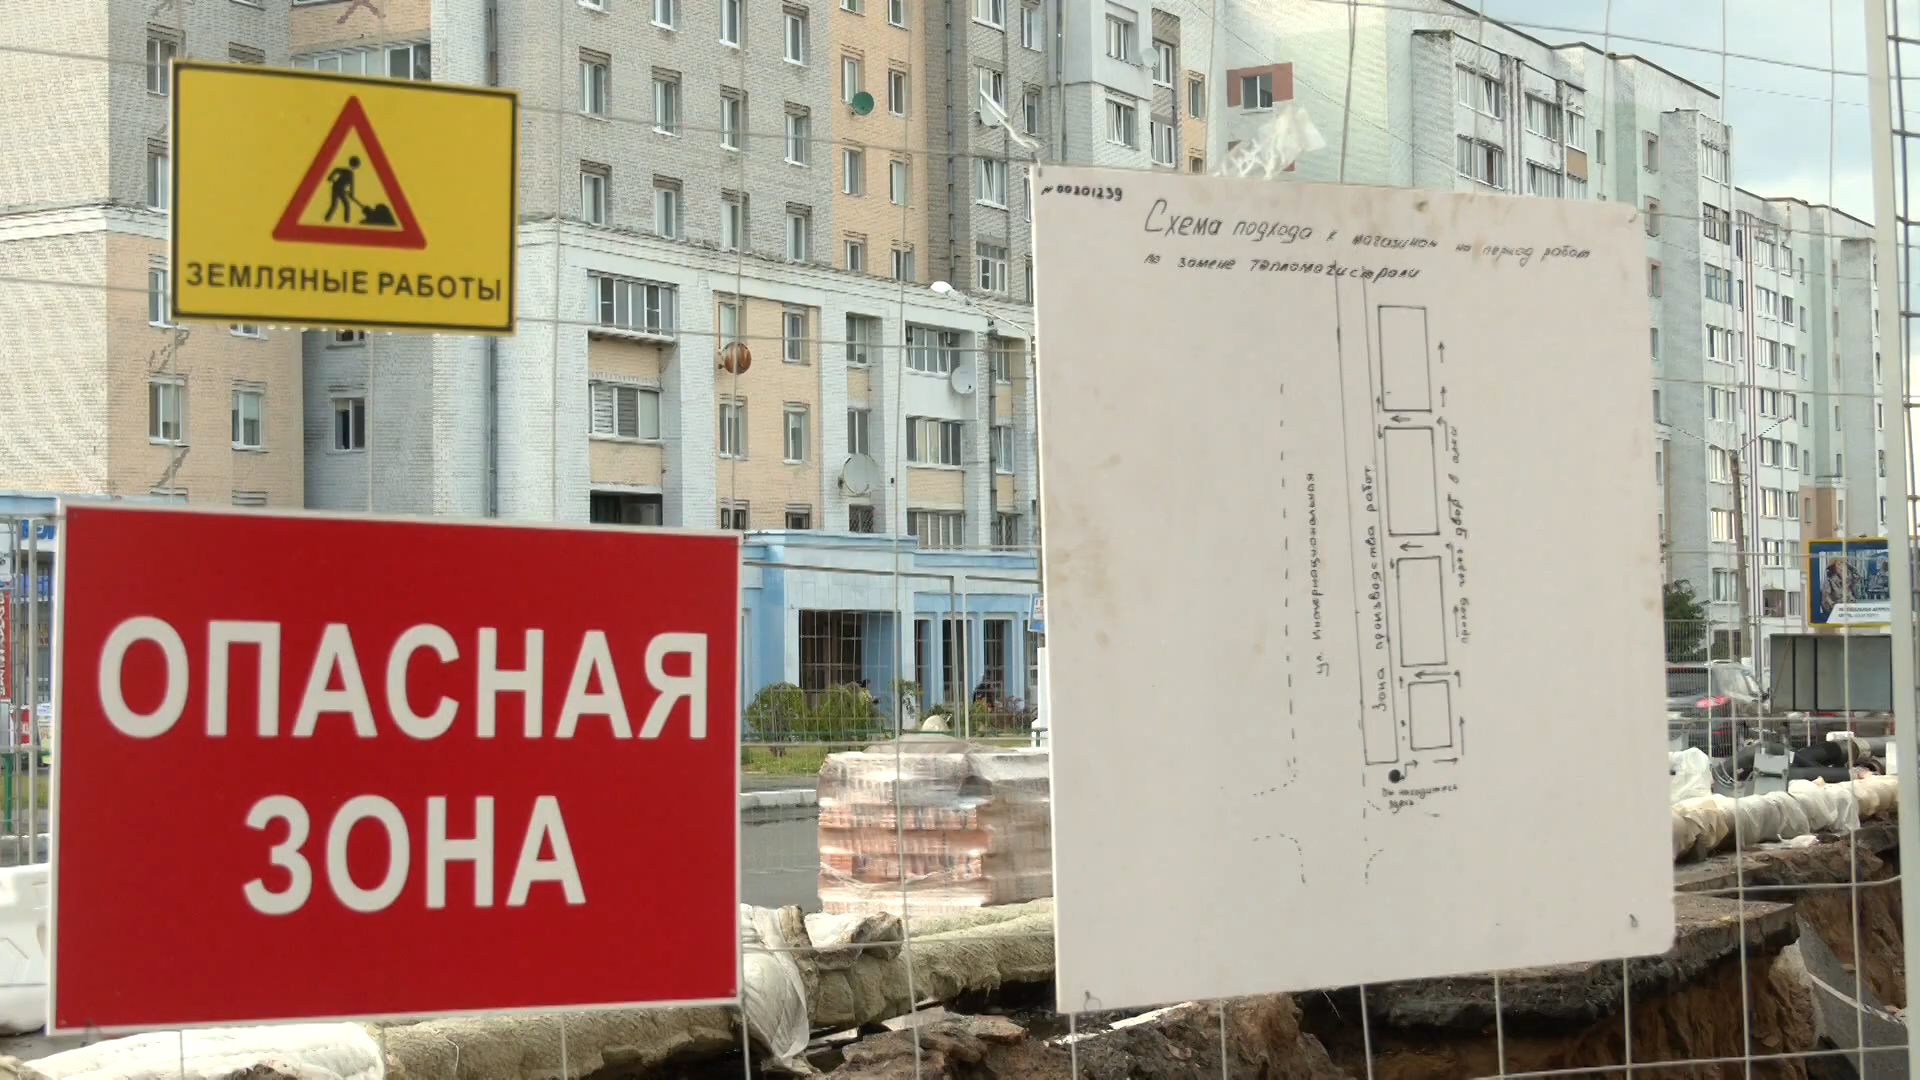 ЗЕМЛЯНЫЕ РАБОТЫ
ОПАСНАЯ
ЗОНА
№00201239
Схема подхода к магазинам на период работ
по замене тепломагистрали
ул. Интернациональная
Зона производства работ
проход через двор в арки
Вы находитесь
здесь